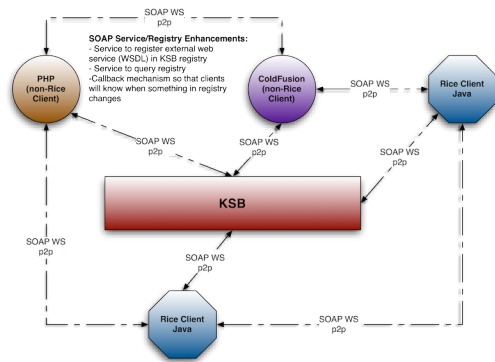 SOAP WS
p2p
SOAP Service/Registry Enhancements:
- Service to register external web
service (WSDL) in KSB registry
- Service to query registry
-Callback mechanism so that clients
will know when something in registry
changes
PHP
(non-Rice
Client)
ColdFusion
(non-Rice
Client)
SOAP WS
p2p
Rice Client
Java
SOAP WS
p2p
SOAP WS
p2p
SOAP WS
p2p
KSB
SOAP WS
p2p
SOAP WS
p2p
SOAP WS
p2p
Rice Client
Java
SOAP WS
p2p